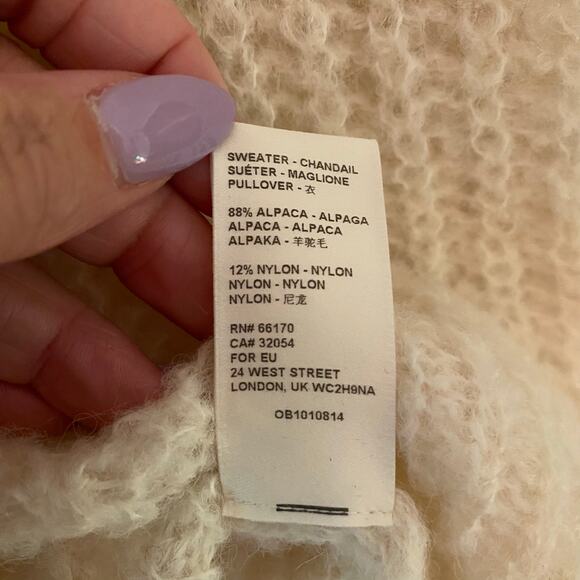 SWEATER - CHANDAIL
SUÉTER - MAGLIONE
PULLOVER - 衣
88% ALPACA - ALPAGA
ALPACA - ALPACA
ALPAKA - 羊驼毛
12% NYLON - NYLON
NYLON - NYLON
NYLON - 尼龙
RN# 66170
CA# 32054
FOR EU
24 WEST STREET
LONDON, UK WC2H9NA
OB1010814